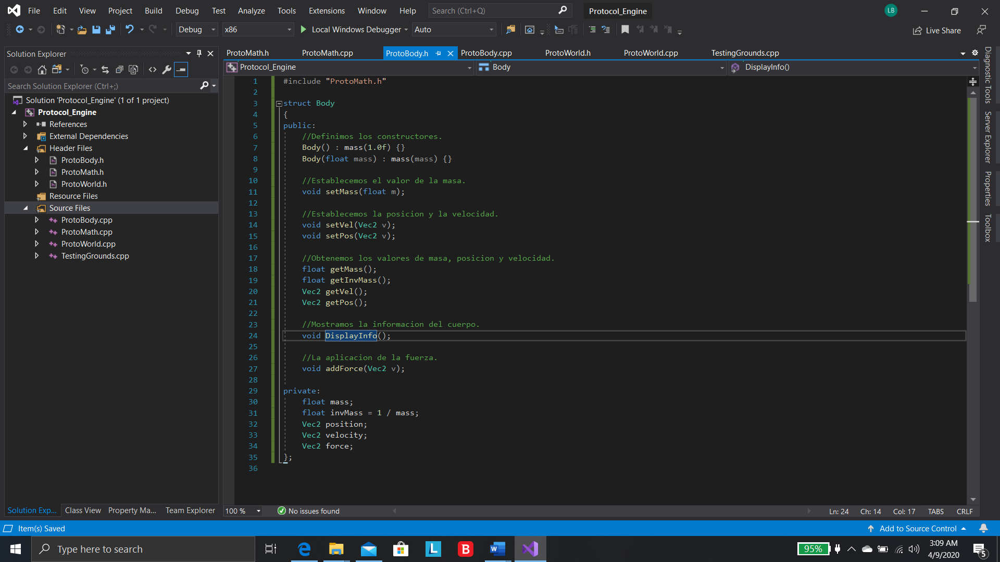 File Edit View Project Build Debug Test Analyze Tools Extensions Window Help Search (Ctrl+Q) Protocol_Engine LB
Debug x86 Local Windows Debugger Auto Live Share
Solution Explorer
Search Solution Explorer (Ctrl+;)
Solution 'Protocol_Engine' (1 of 1 project)
Protocol_Engine
References
External Dependencies
Header Files
ProtoBody.h
ProtoMath.h
ProtoWorld.h
Resource Files
Source Files
ProtoBody.cpp
ProtoMath.cpp
ProtoWorld.cpp
TestingGrounds.cpp
Solution Exp... Class View Property Ma... Team Explorer
ProtoMath.h ProtoMath.cpp ProtoBody.h ProtoBody.cpp ProtoWorld.h ProtoWorld.cpp TestingGrounds.cpp
Protocol_Engine Body DisplayInfo()
1 #include "ProtoMath.h"
2
3 struct Body
4 {
5 public:
6 //Definimos los constructores.
7 Body() : mass(1.0f) {}
8 Body(float mass) : mass(mass) {}
9
10 //Establecemos el valor de la masa.
11 void setMass(float m);
12
13 //Establecemos la posicion y la velocidad.
14 void setVel(Vec2 v);
15 void setPos(Vec2 v);
16
17 //Obtenemos los valores de masa, posicion y velocidad.
18 float getMass();
19 float getInvMass();
20 Vec2 getVel();
21 Vec2 getPos();
22
23 //Mostramos la informacion del cuerpo.
24 void DisplayInfo();
25
26 //La aplicacion de la fuerza.
27 void addForce(Vec2 v);
28
29 private:
30 float mass;
31 float invMass = 1 / mass;
32 Vec2 position;
33 Vec2 velocity;
34 Vec2 force;
35 };
36
100 % No issues found Ln: 24 Ch: 14 Col: 17 TABS CRLF
Diagnostic Tools
Server Explorer
Properties
Toolbox
Item(s) Saved Add to Source Control
Type here to search
L
B
W
95%
3:09 AM
4/9/2020
5